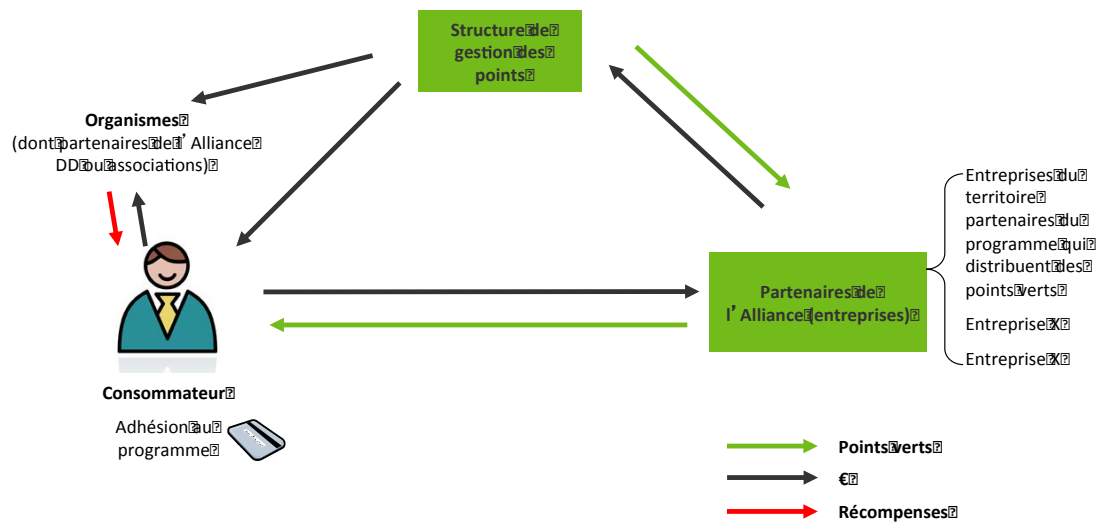 Structure de
gestion des
points
Organismes
(dont partenaires de l’Alliance
DD ou associations)
Entreprises du
territoire
partenaires du
programme qui
distribuent des
points verts
Entreprise X
Entreprise X
Partenaires de
l’Alliance (entreprises)
Consommateur
Adhésion au
programme
Points verts
€
Récompenses